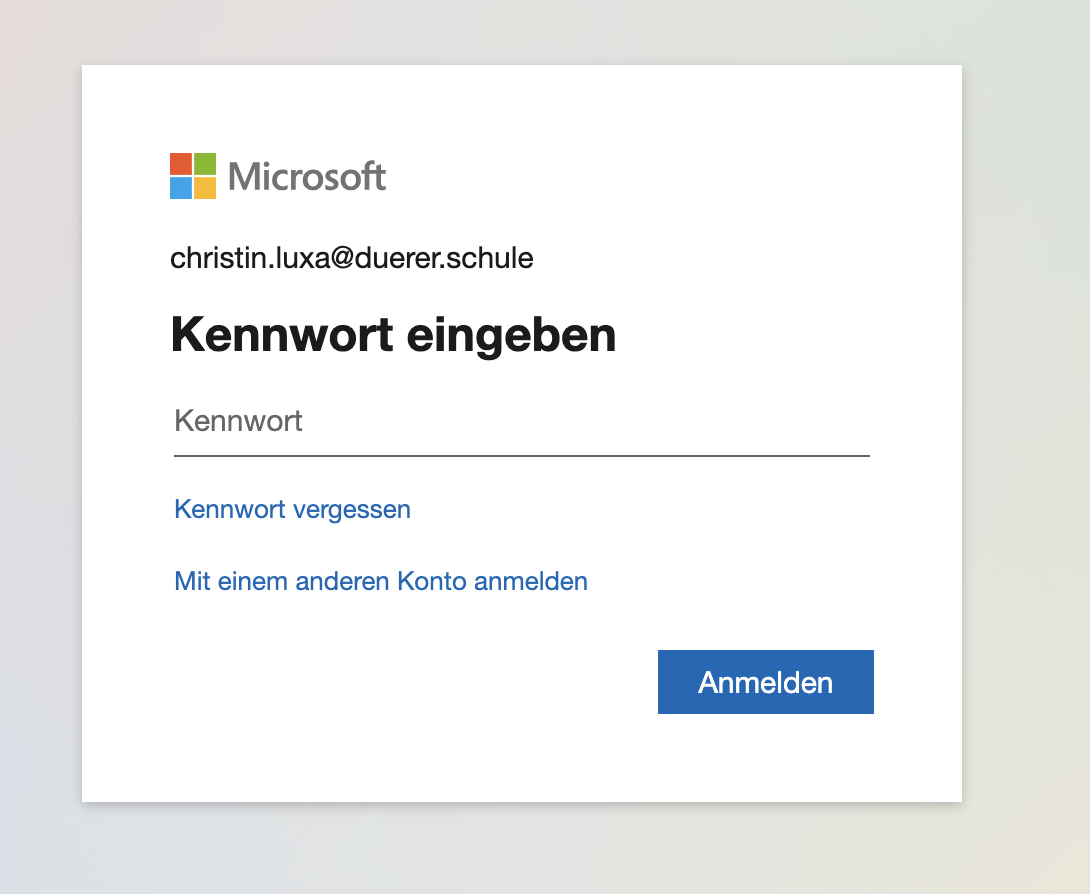 Microsoft
christin.luxa@duerer.schule
Kennwort eingeben
Kennwort
Kennwort vergessen
Mit einem anderen Konto anmelden
Anmelden